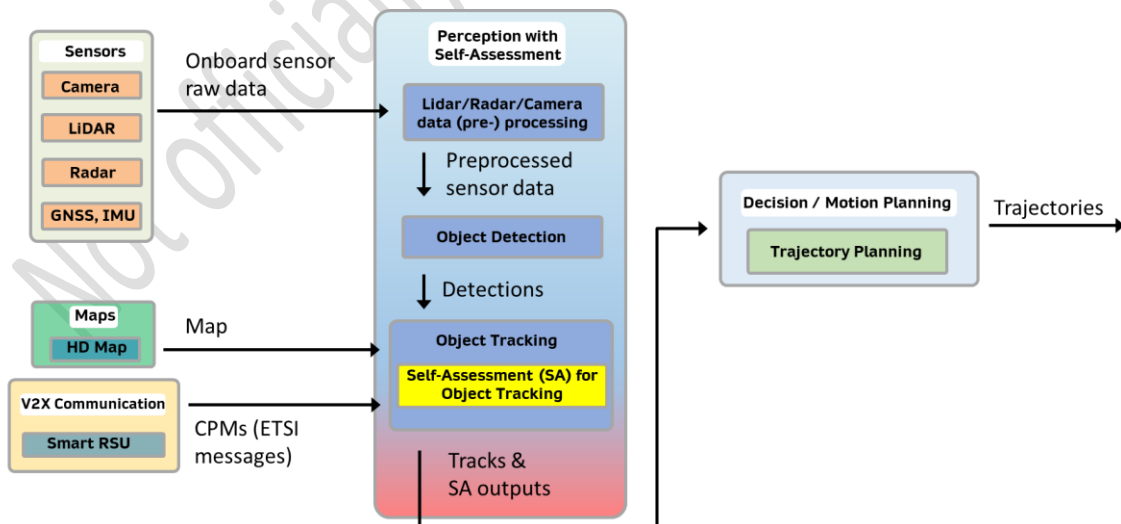 Not official
Sensors
Camera
LiDAR
Radar
GNSS, IMU
Onboard sensor
raw data
Maps
HD Map
Map
V2X Communication
Smart RSU
CPMs (ETSI
messages)
Perception with
Self-Assessment
Lidar/Radar/Camera
data (pre-) processing
Preprocessed
sensor data
Object Detection
Detections
Object Tracking
Self-Assessment (SA) for
Object Tracking
Tracks &
SA outputs
Decision / Motion Planning
Trajectory Planning
Trajectories